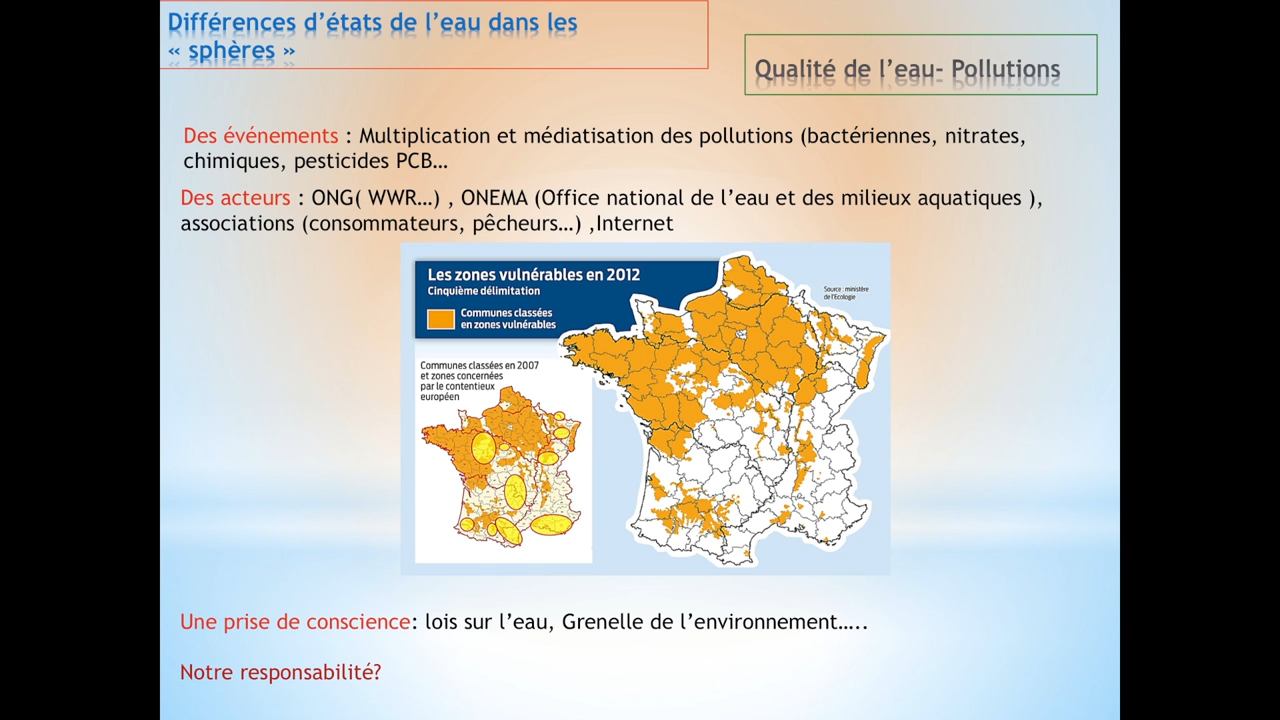 Différences d’états de l’eau dans les
« sphères »
Qualité de l’eau- Pollutions
Des événements : Multiplication et médiatisation des pollutions (bactériennes, nitrates,
chimiques, pesticides PCB…
Des acteurs : ONG( WWR…) , ONEMA (Office national de l’eau et des milieux aquatiques ),
associations (consommateurs, pêcheurs…) ,Internet
Les zones vulnérables en 2012
Cinquième délimitation
Communes classées
en zones vulnérables
Source : ministère
de l'Ecologie
Communes classées en 2007
et zones concernées
par le contentieux
européen
Une prise de conscience: lois sur l’eau, Grenelle de l’environnement…..
Notre responsabilité?